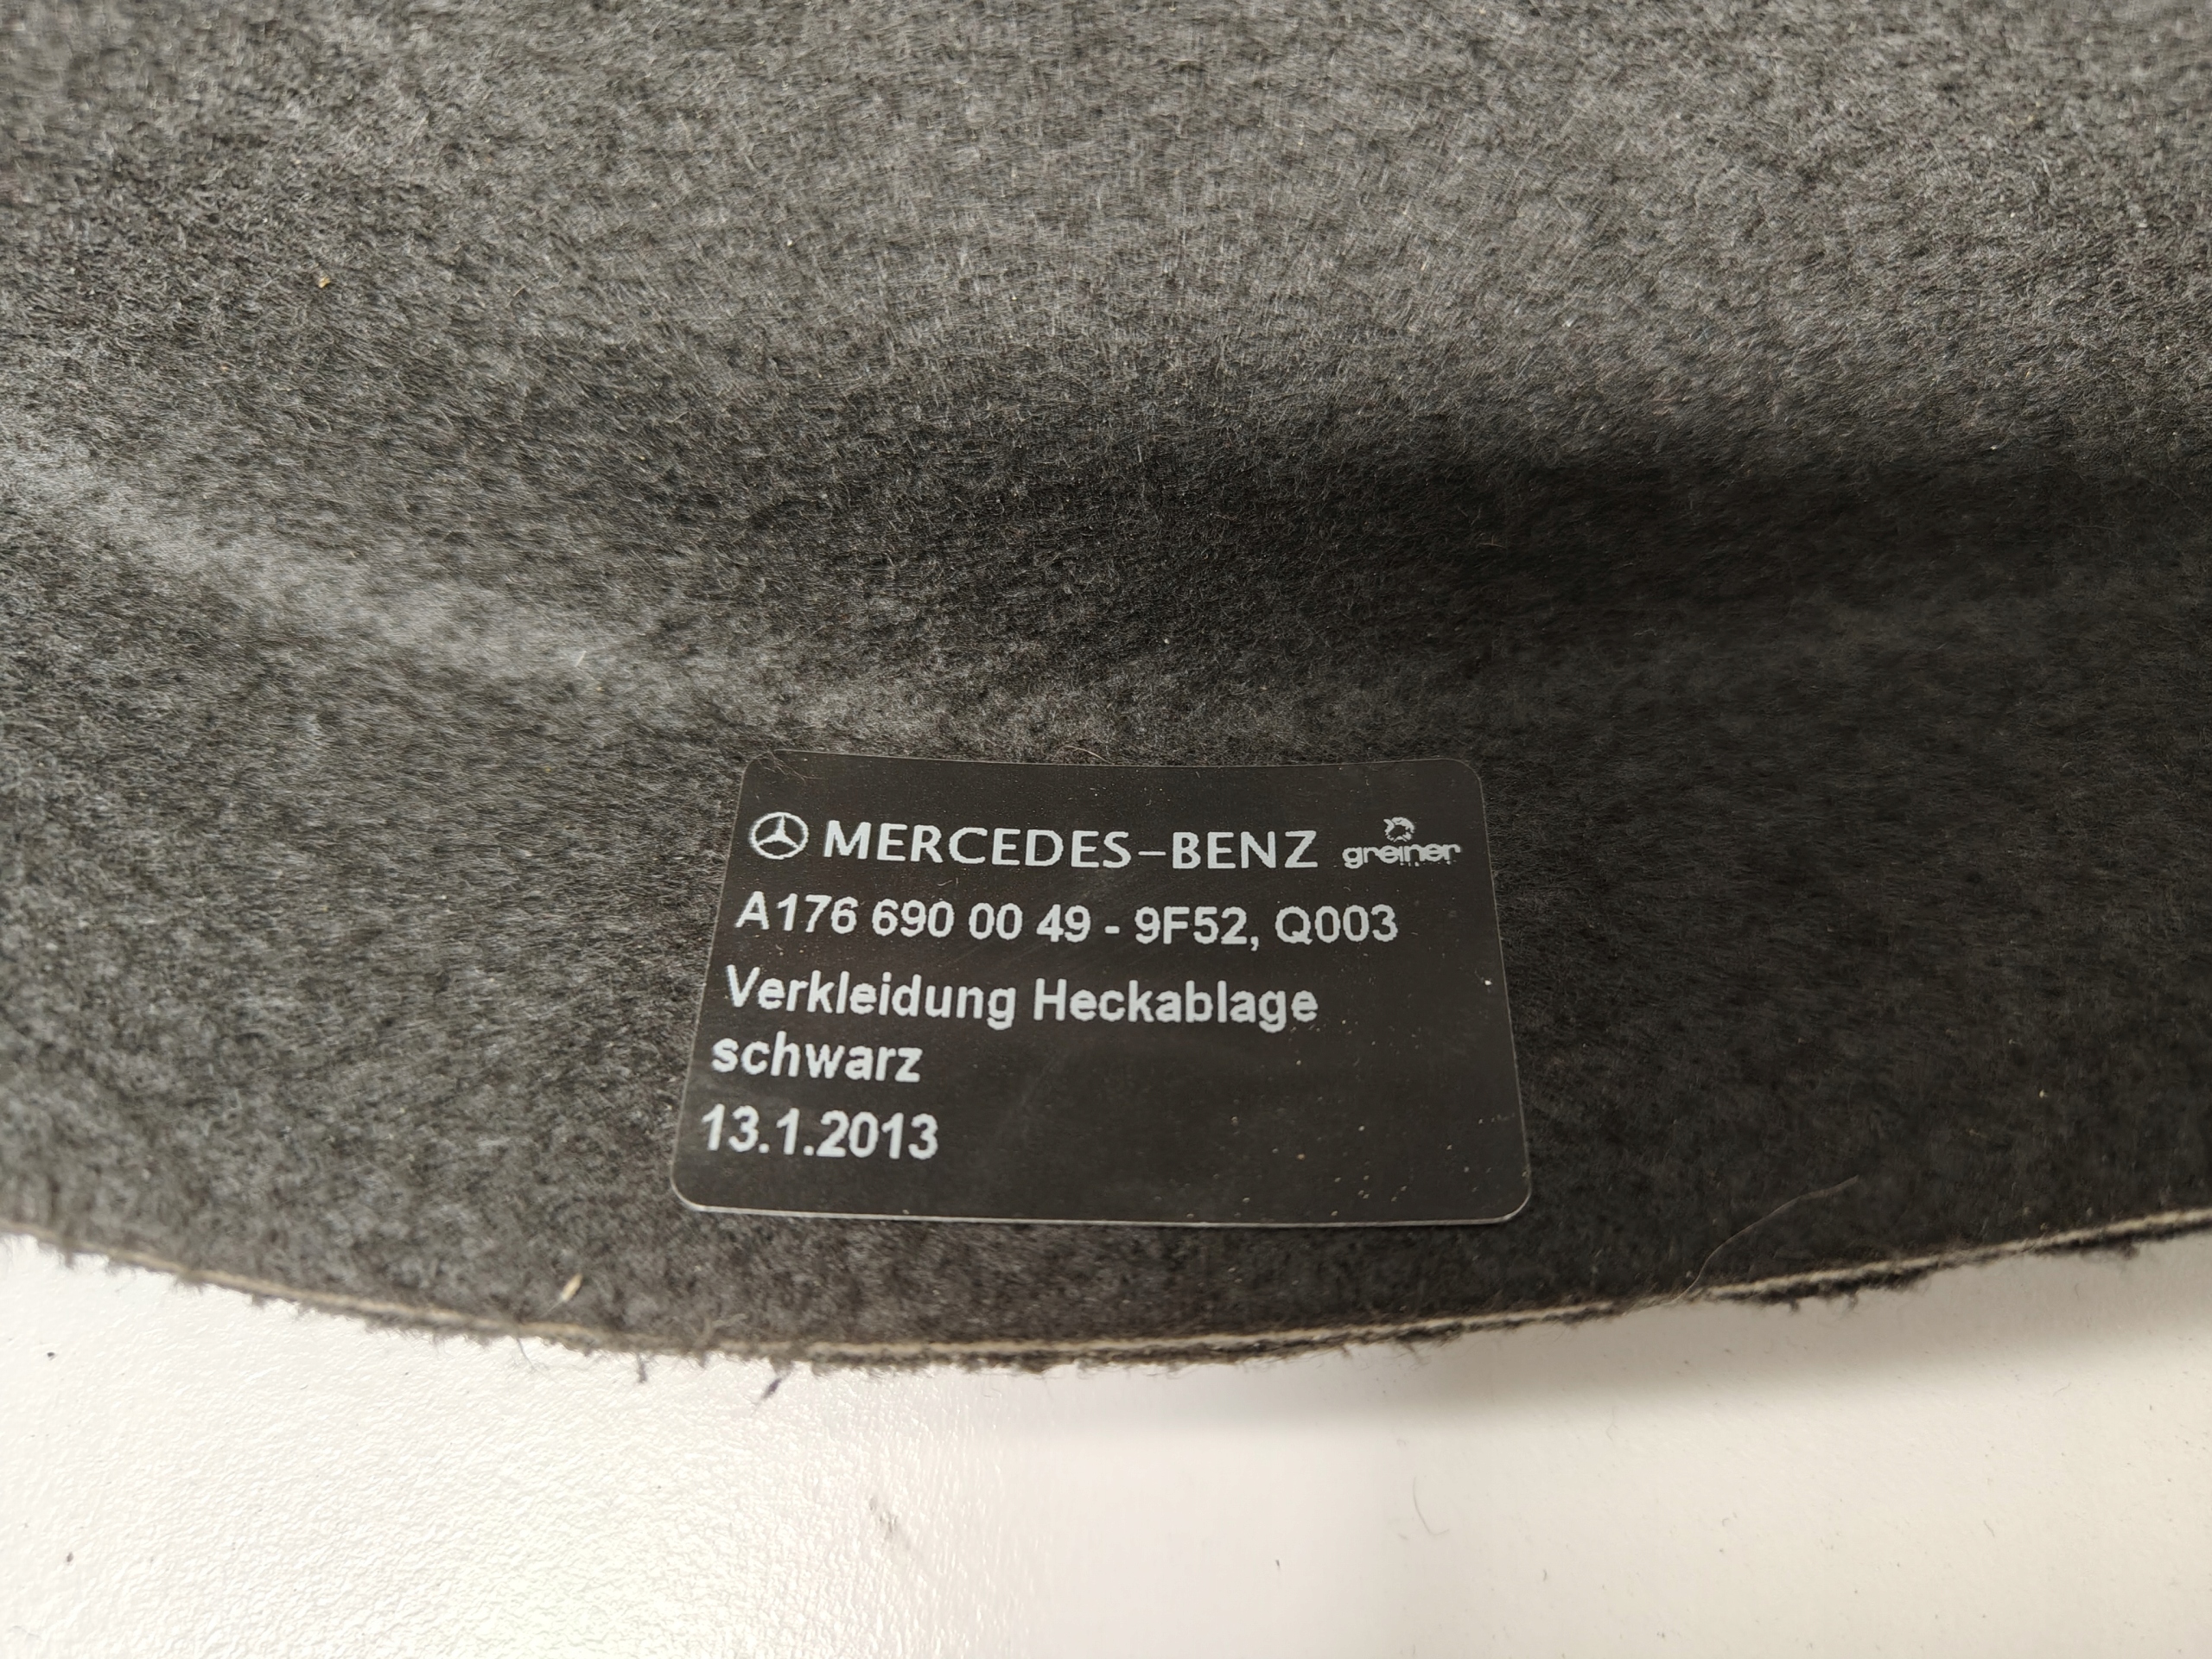 MERCEDES-BENZ greiner
A176 690 00 49 - 9F52, Q003
Verkleidung Heckablage
schwarz
13.1.2013